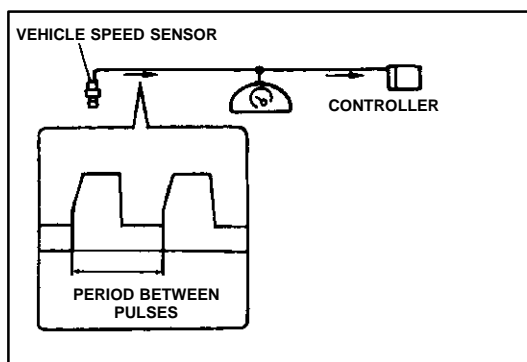 VEHICLE SPEED SENSOR
CONTROLLER
PERIOD BETWEEN
PULSES